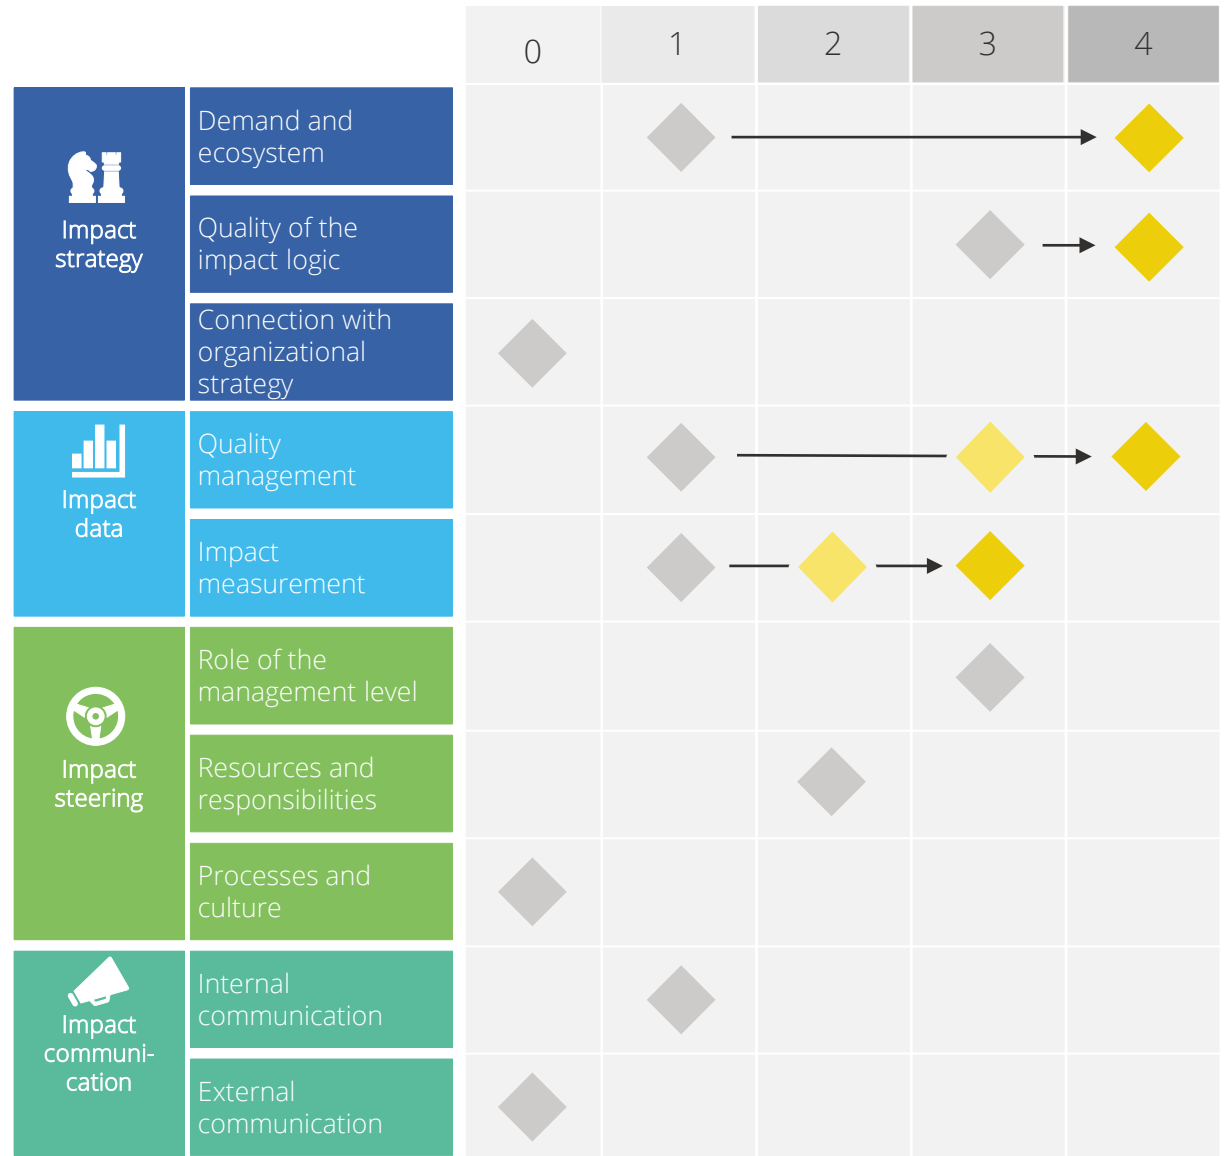 0 1 2 3 4
Impact
strategy
Demand and
ecosystem
Quality of the
impact logic
Connection with
organizational
strategy
Impact
data
Quality
management
Impact
measurement
Impact
steering
Role of the
management level
Resources and
responsibilities
Processes and
culture
Impact
communi-
cation
Internal
communication
External
communication